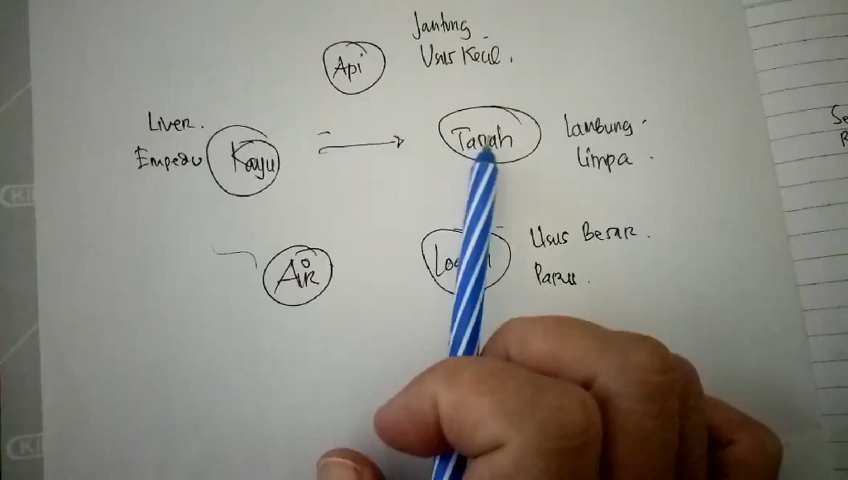 Jantung
Usus Kecil.
Api
Liver.
Empedu
Kayu
Tanah
Lambung
Limpa
Air
Usus Besar.
Paru